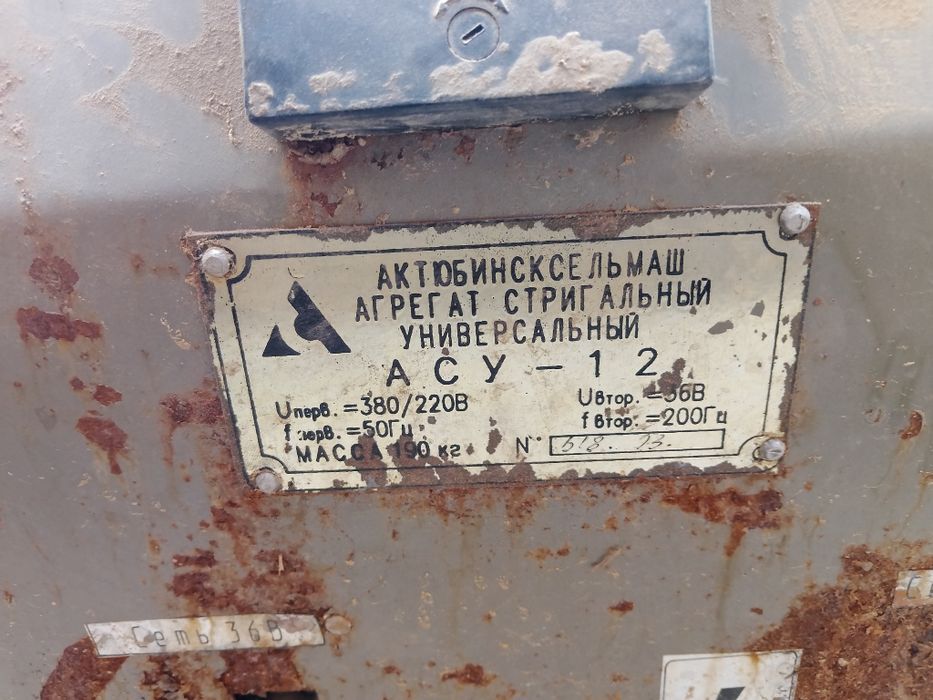 АКТЮБИНСКСЕЛЬМАШ
АГРЕГАТ СТРИГАЛЬНЫЙ
УНИВЕРСАЛЬНЫЙ
АСУ-12
Uперв.=380/220В
Uвтор.=36В
fперв.=50Гц
fвтор.=200Гц
МАССА 190 кг
N°
Сеть 36В